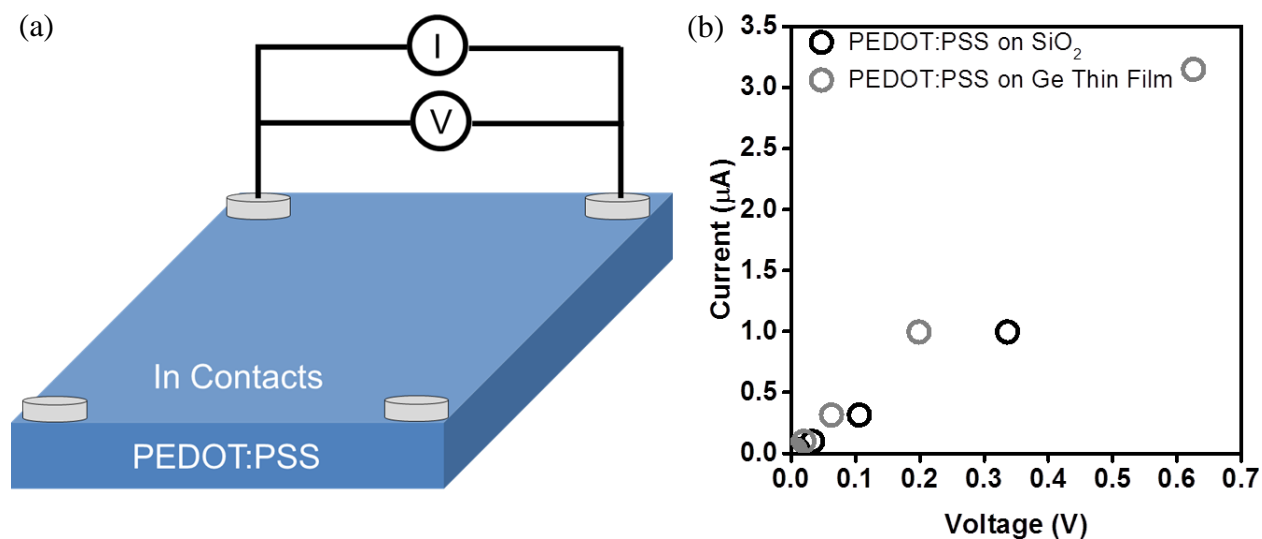 (a)
I
V
In Contacts
PEDOT:PSS
(b)
PEDOT:PSS on SiO₂
PEDOT:PSS on Ge Thin Film
Current (μA)
3.5
3.0
2.5
2.0
1.5
1.0
0.5
0.0
0.0 0.1 0.2 0.3 0.4 0.5 0.6 0.7
Voltage (V)